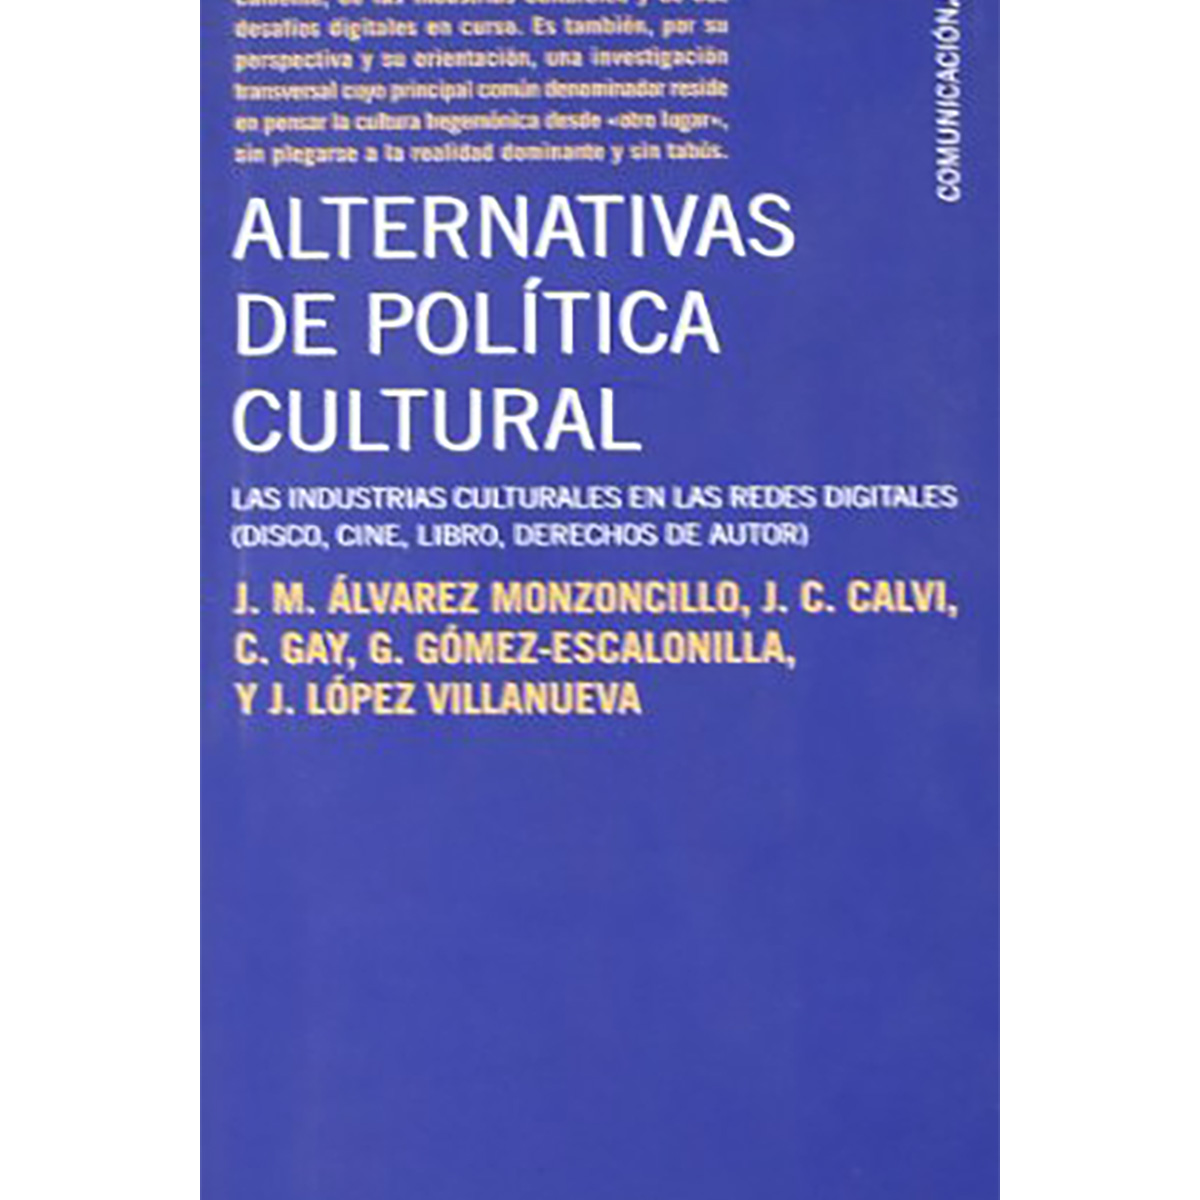 desafíos digitales en curso. Es también, por su
perspectiva y su orientación, una investigación
transversal cuyo principal común denominador reside
en pensar la cultura hegemónica desde «otro lugar»,
sin plegarse a la realidad dominante y sin tabús.
COMUNICACIÓN,
ALTERNATIVAS
DE POLÍTICA
CULTURAL
LAS INDUSTRIAS CULTURALES EN LAS REDES DIGITALES
(DISCO, CINE, LIBRO, DERECHOS DE AUTOR)
J. M. ÁLVAREZ MONZONCILLO, J. C. CALVI,
C. GAY, G. GÓMEZ-ESCALONILLA,
Y J. LÓPEZ VILLANUEVA